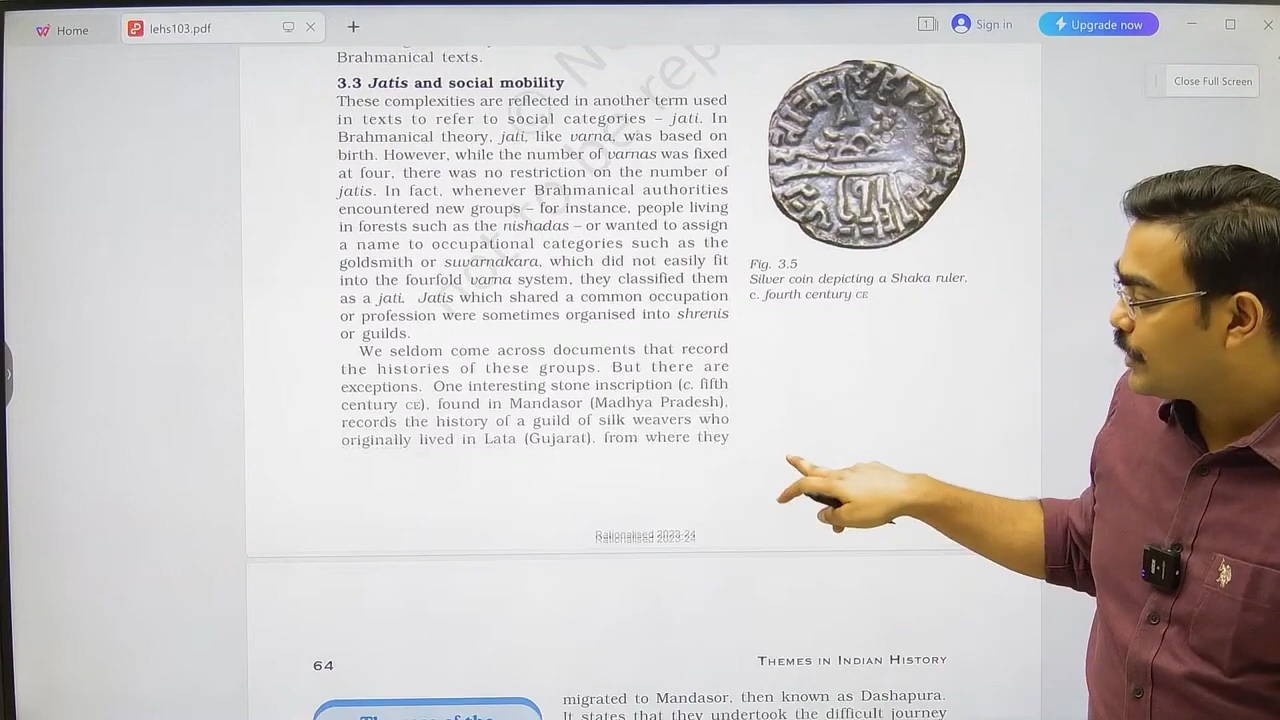 Home
lehs103.pdf
1
Sign in
Upgrade now
Close Full Screen
Brahmanical texts.
3.3 Jatis and social mobility
These complexities are reflected in another term used
in texts to refer to social categories – jati. In
Brahmanical theory, jati, like varna, was based on
birth. However, while the number of varnas was fixed
at four, there was no restriction on the number of
jatis. In fact, whenever Brahmanical authorities
encountered new groups – for instance, people living
in forests such as the nishadas – or wanted to assign
a name to occupational categories such as the
goldsmith or suvarnakara, which did not easily fit
into the fourfold varna system, they classified them
as a jati. Jatis which shared a common occupation
or profession were sometimes organised into shrenis
or guilds.
We seldom come across documents that record
the histories of these groups. But there are
exceptions. One interesting stone inscription (c. fifth
century CE), found in Mandasor (Madhya Pradesh),
records the history of a guild of silk weavers who
originally lived in Lata (Gujarat), from where they
Fig. 3.5
Silver coin depicting a Shaka ruler,
c. fourth century CE
Rationalised 2023-24
64
THEMES IN INDIAN HISTORY
migrated to Mandasor, then known as Dashapura.
It states that they undertook the difficult journey